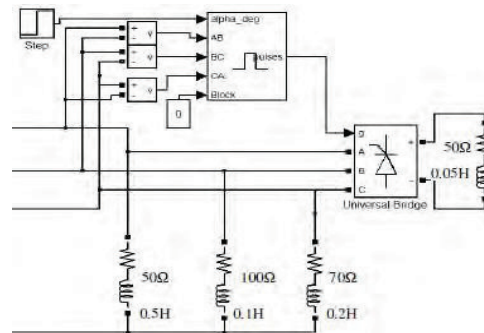 alpha_deg
Step
+
-
v
AB
+
-
v
BC
pulses
+
-
v
CA
Block
0
g
A
B
C
+
-
Universal Bridge
50Ω
0.05H
50Ω
0.5H
100Ω
0.1H
70Ω
0.2H